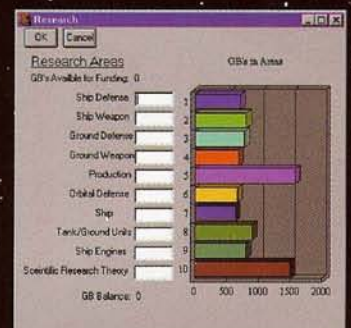 Research
OK Cancel
Research Areas
GB's Availble for Funding: 0
Ship Defense
Ship Weapon
Ground Defense
Ground Weapon
Production
Orbital Defense
Ship
Tank/Ground Units
Ship Engines
Scientific Research Theory
GB Balance: 0
GB's in Areas
1
2
3
4
5
6
7
8
9
10
0 500 1000 1500 2000